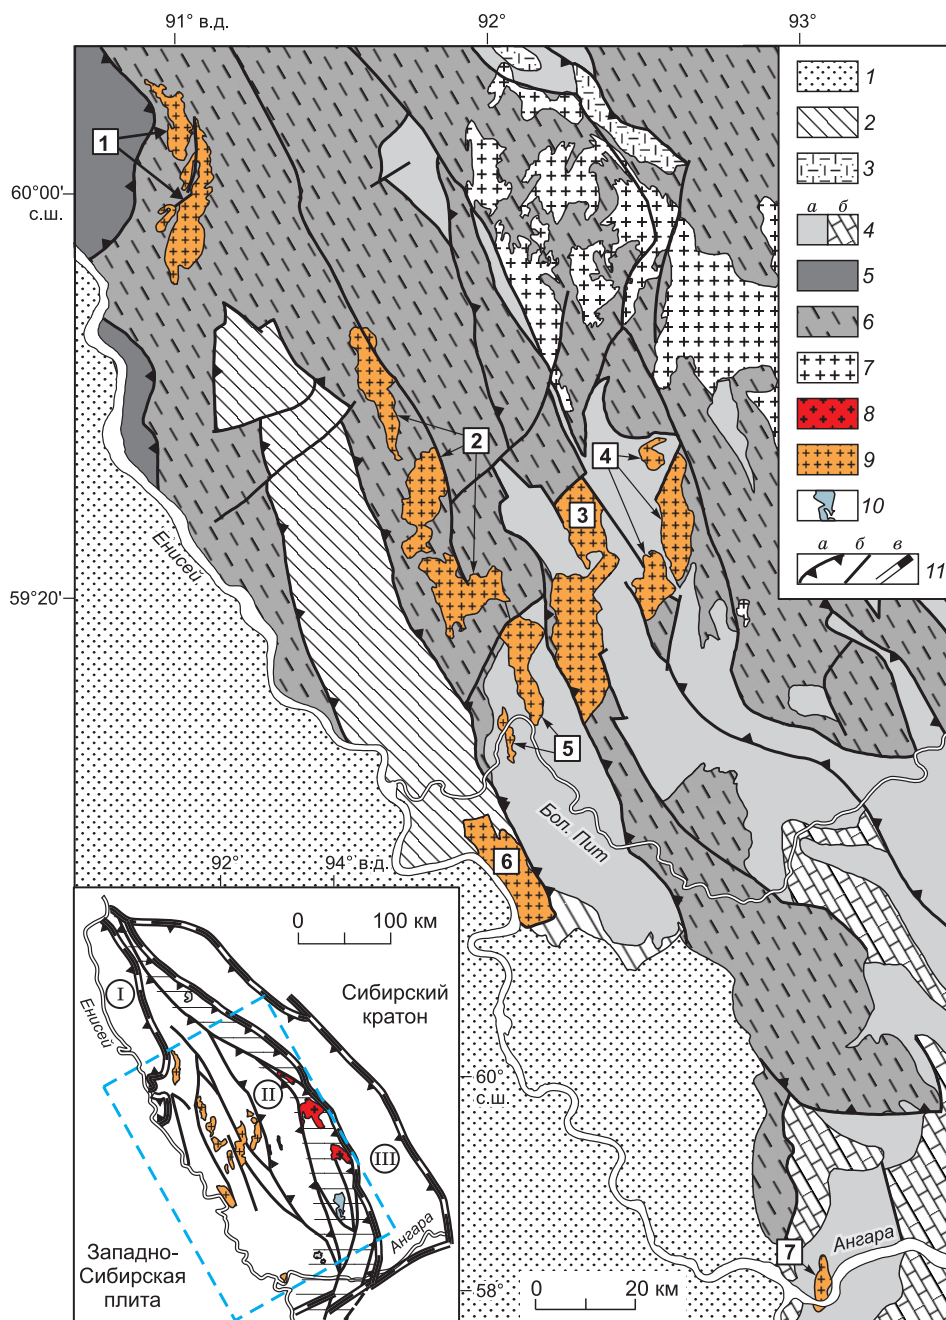 91° в.д.
92°
93°
60°00'
с.ш.
59°20'
1
2
3
4
5
6
7
Енисей
Бол. Пит
Ангара
1
2
3
а б
4
5
6
7
8
9
10
а б в
11
92°
94° в.д.
0 100 км
Сибирский
кратон
Енисей
I
II
III
Западно-
Сибирская
плита
Ангара
60°
с.ш.
58°
0 20 км